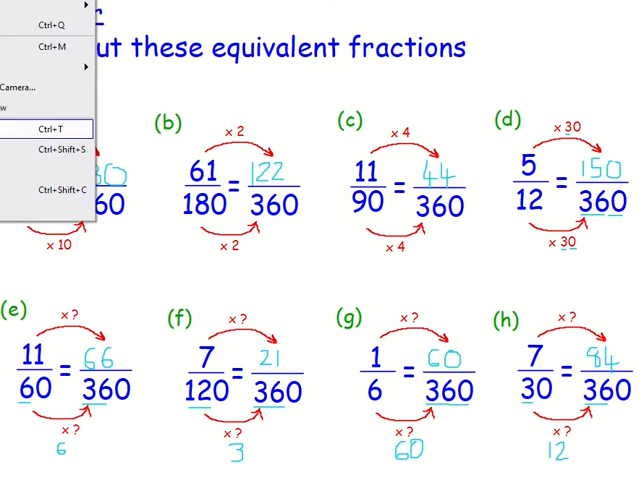 Ctrl+Q
Ctrl+M
ut these equivalent fractions
Camera...
w
Ctrl+T
Ctrl+Shift+S
Ctrl+Shift+C
60
x 10
(b)
x 2
61 = 122
180 360
x 2
(c)
x 4
11 = 44
90 360
x 4
(d)
x 30
5 = 150
12 360
x 30
(e)
x ?
11 = 66
60 360
x ?
6
(f)
x ?
7 = 21
120 360
x ?
3
(g)
x ?
1 = 60
6 360
x ?
60
(h)
x ?
7 = 84
30 360
x ?
12